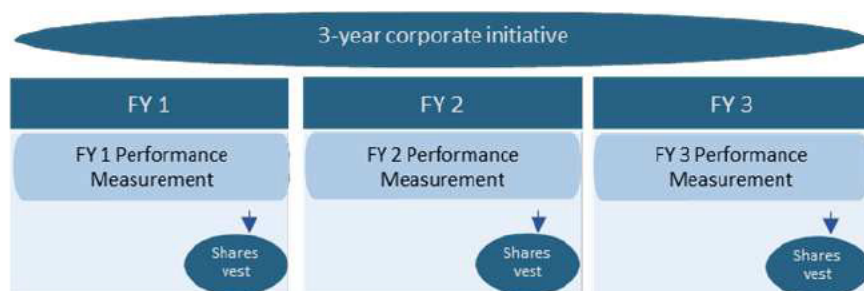 3-year corporate initiative
FY 1
FY 2
FY 3
FY 1 Performance
Measurement
FY 2 Performance
Measurement
FY 3 Performance
Measurement
Shares
vest
Shares
vest
Shares
vest